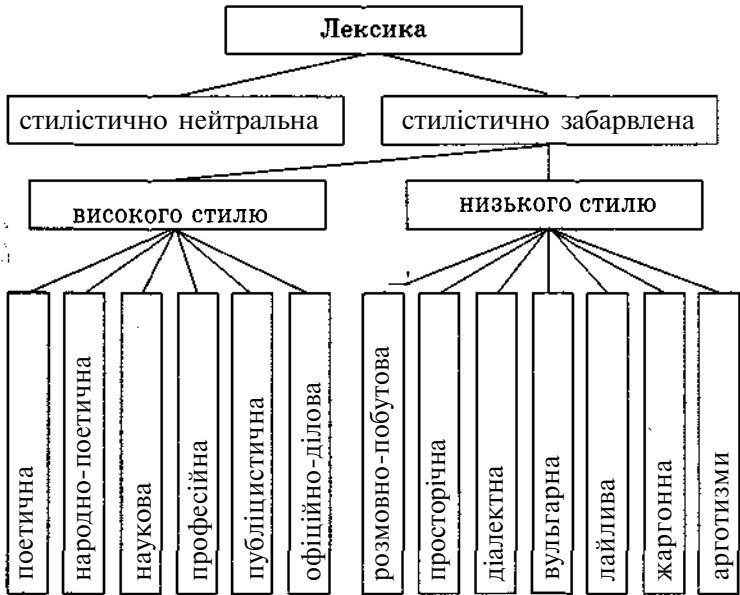 Лексика
стилістично нейтральна
стилістично забарвлена
високого стилю
низького стилю
поетична
народно-поетична
наукова
професійна
публіцистична
офіційно-ділова
розмовно-побутова
просторічна
діалектна
вульгарна
лайлива
жаргонна
арготизми